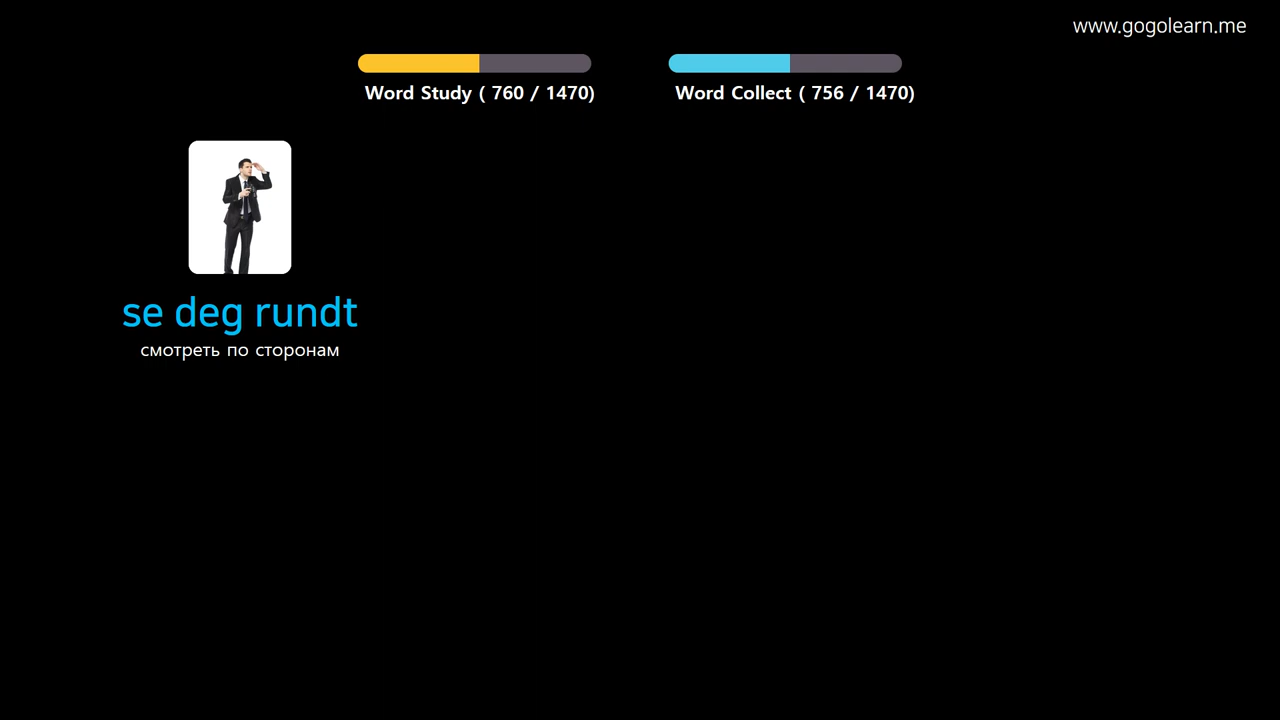 www.gogolearn.me
Word Study ( 760 / 1470)
Word Collect ( 756 / 1470)
se deg rundt
смотреть по сторонам